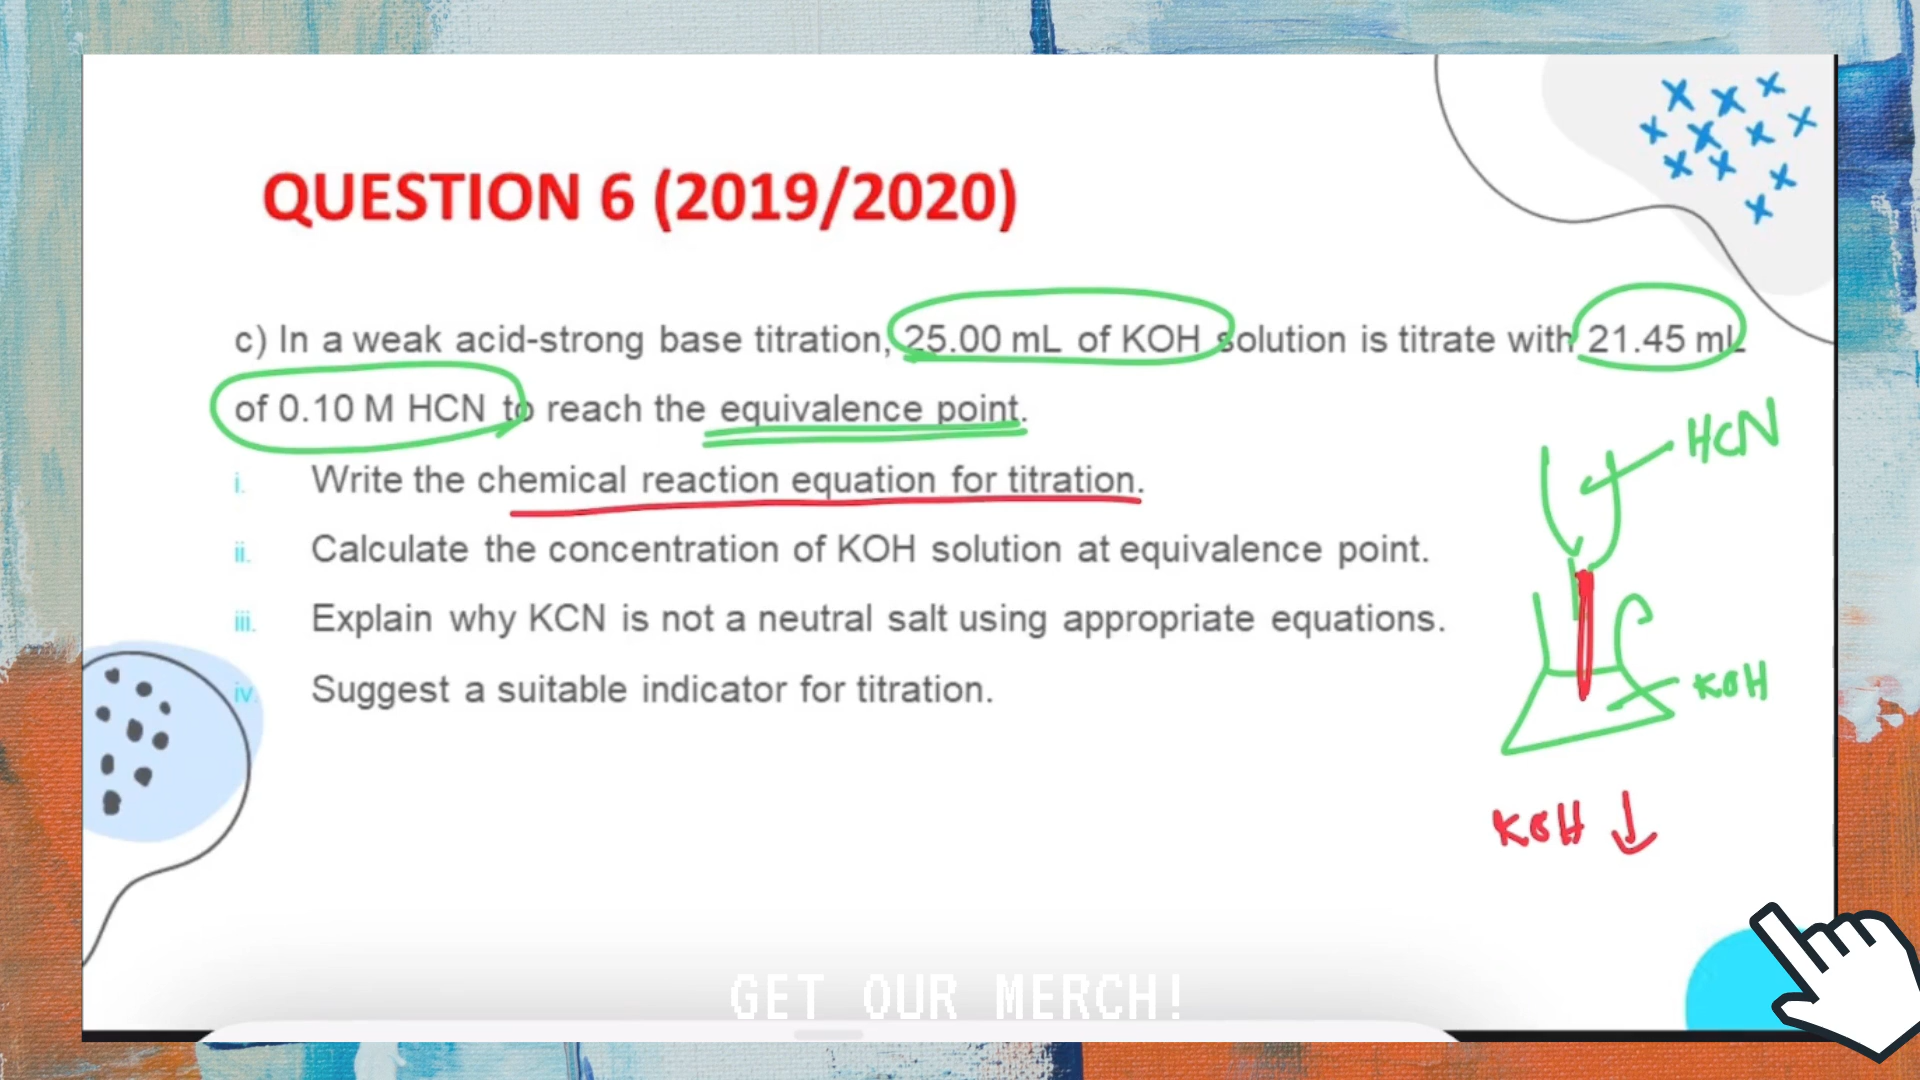 QUESTION 6 (2019/2020)
c) In a weak acid-strong base titration, 25.00 mL of KOH solution is titrate with 21.45 mL
of 0.10 M HCN to reach the equivalence point.
i. Write the chemical reaction equation for titration.
ii. Calculate the concentration of KOH solution at equivalence point.
iii. Explain why KCN is not a neutral salt using appropriate equations.
iv. Suggest a suitable indicator for titration.
HCN
KOH
KOH ↓
GET OUR MERCH!